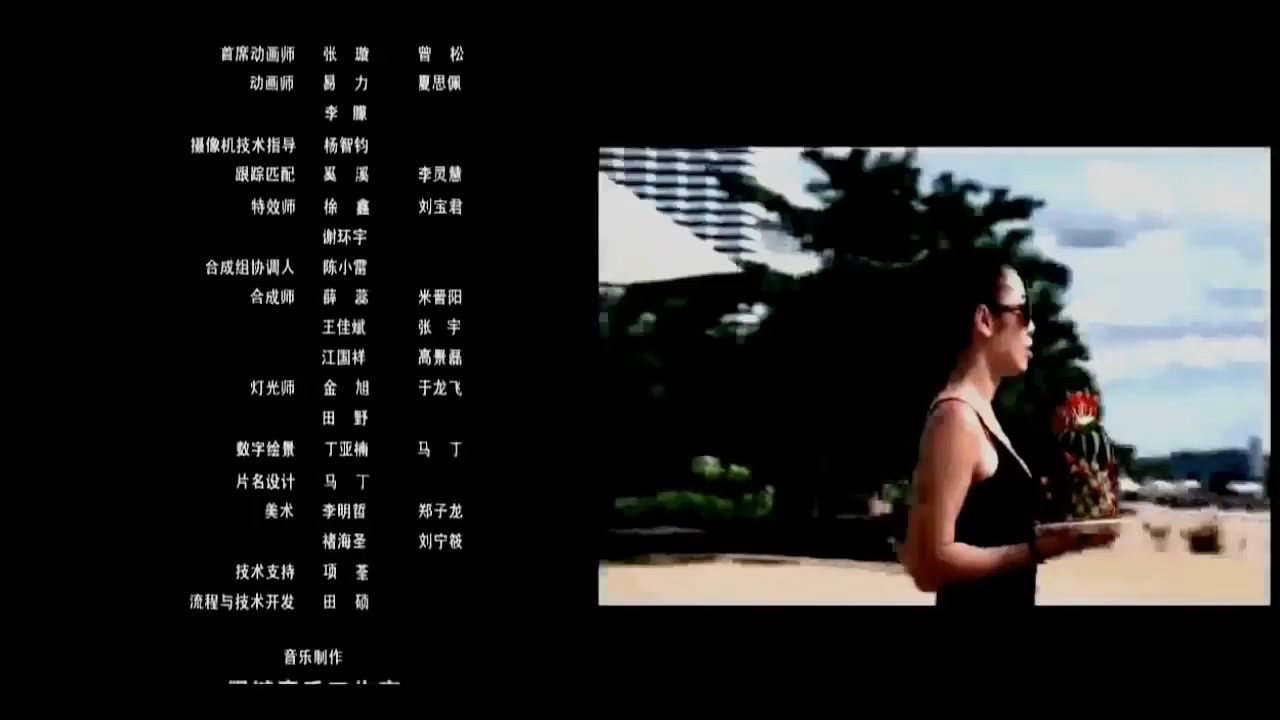 首席动画师 张 璇 曾 松
动画师 易 力 夏思佩
李 朦
摄像机技术指导 杨智钧
跟踪匹配 奚 溪 李灵慧
特效师 徐 鑫 刘宝君
谢环宇
合成组协调人 陈小雷
合成师 薛 蕊 米晋阳
王佳斌 张 宇
江国祥 高景磊
灯光师 金 旭 于龙飞
田 野
数字绘景 丁亚楠 马 丁
片名设计 马 丁
美术 李明哲 郑子龙
褚海圣 刘宁筱
技术支持 项 荃
流程与技术开发 田 硕
音乐制作